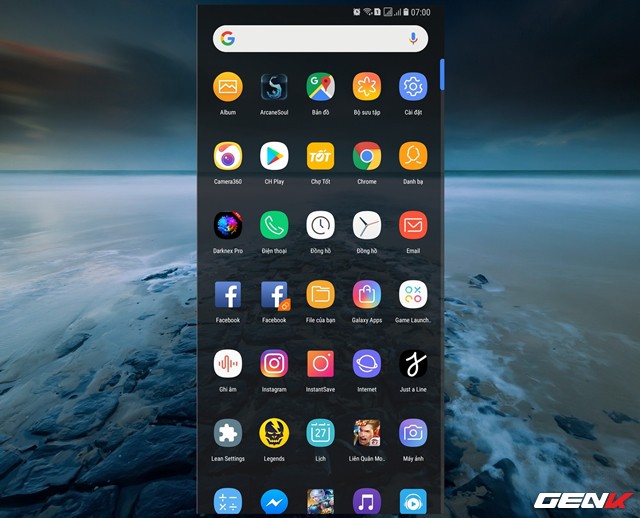 07:00
Album ArcaneSoul Bản đồ Bộ sưu tập Cài đặt
TỐT
Camera360 CH Play Chợ Tốt Chrome Danh bạ
Darknex Pro Điện thoại Đồng hồ Đồng hồ Email
Facebook Facebook File của bạn Galaxy Apps Game Launch..
Ghi âm Instagram InstantSave Internet Just a Line
27
Lean Settings Legends Lịch Liên Quân Mo.. Máy ảnh
GENK